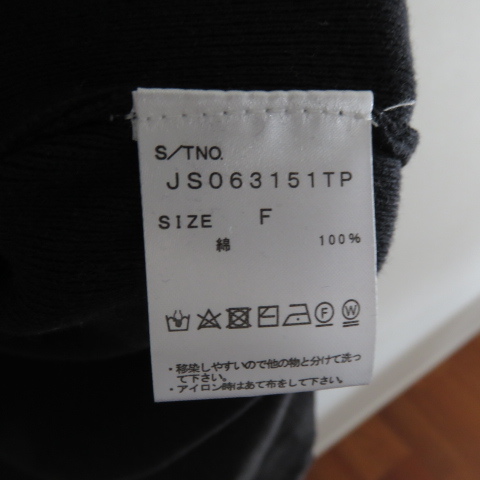 S/TNO.
JS063151TP
SIZE F
綿 100%
F W
・移染しやすいので他の物と分けて洗っ
て下さい。
・アイロン時はあて布をして下さい。